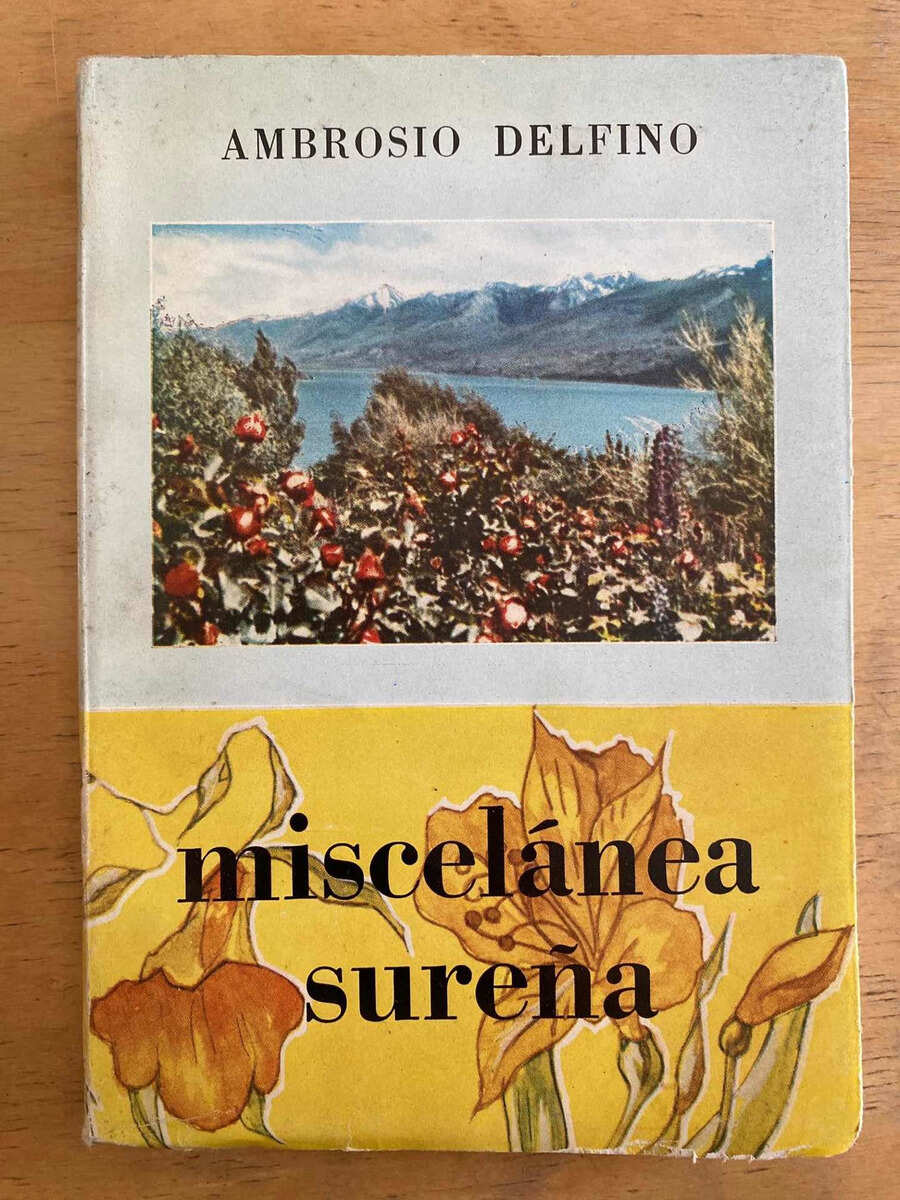 AMBROSIO DELFINO
miscelánea
sureña